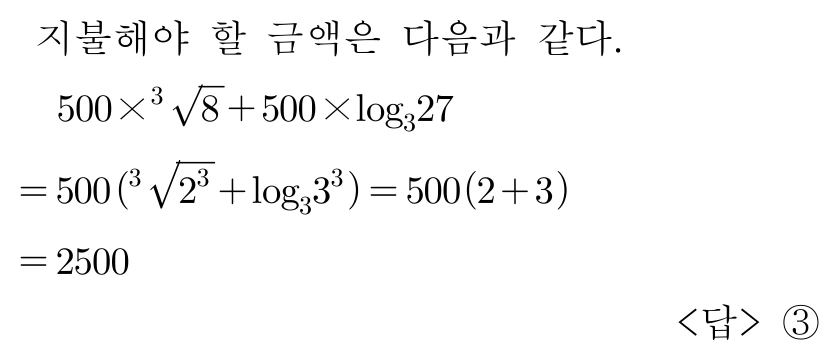 지불해야 할 금액은 다음과 같다.
500×³√8+500×log₃27
=500(³√2³+log₃3³)=500(2+3)
=2500
<답> ③